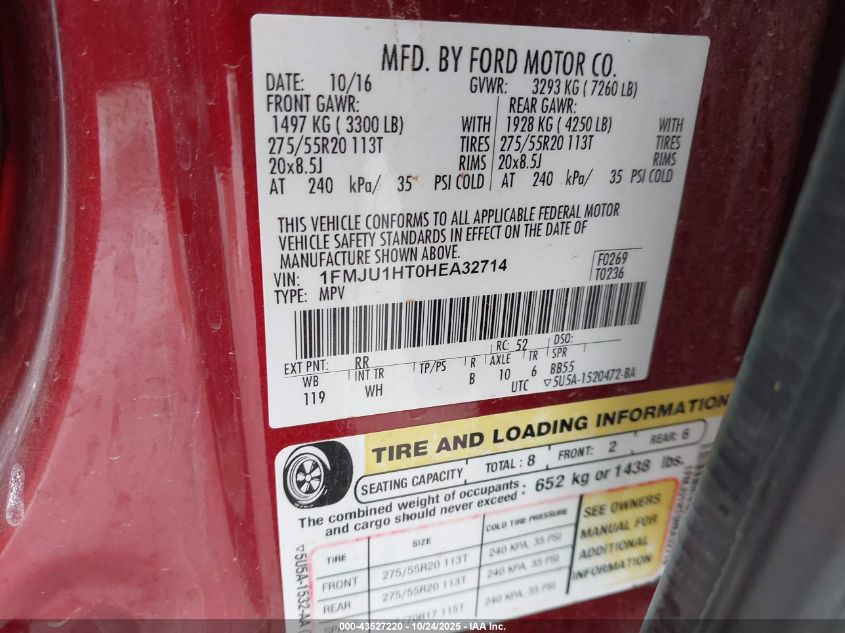 MFD. BY FORD MOTOR CO.
DATE: 10/16 GVWR: 3293 KG ( 7260 LB)
FRONT GAWR: REAR GAWR:
1497 KG ( 3300 LB) WITH 1928 KG ( 4250 LB) WITH
275/55R20 113T TIRES 275/55R20 113T TIRES
20x8.5J RIMS 20x8.5J RIMS
AT 240 kPa/ 35 PSI COLD AT 240 kPa/ 35 PSI COLD
THIS VEHICLE CONFORMS TO ALL APPLICABLE FEDERAL MOTOR
VEHICLE SAFETY STANDARDS IN EFFECT ON THE DATE OF
MANUFACTURE SHOWN ABOVE.
VIN: 1FMJU1HT0HEA32714 F0269
TYPE: MPV T0236
EXT PNT: RR RC: 52 DSO:
WB INT TR TP/PS R AXLE TR SPR
119 WH B 10 6 BB55
UTC ▽5U5A-1520472-BA
TIRE AND LOADING INFORMATION
SEATING CAPACITY TOTAL : 8 FRONT: 2 REAR: 6
The combined weight of occupants
and cargo should never exceed : 652 kg or 1438 lbs.
TIRE SIZE COLD TIRE PRESSURE
FRONT 275/55R20 113T 240 KPA, 35 PSI
REAR 275/55R20 113T 240 KPA, 35 PSI
115T 240 KPA, 35 PSI
SEE OWNERS
MANUAL FOR
ADDITIONAL
INFORMATION
▽5U5A-1532-AA
000-43527220 - 10/24/2025 - IAA Inc.